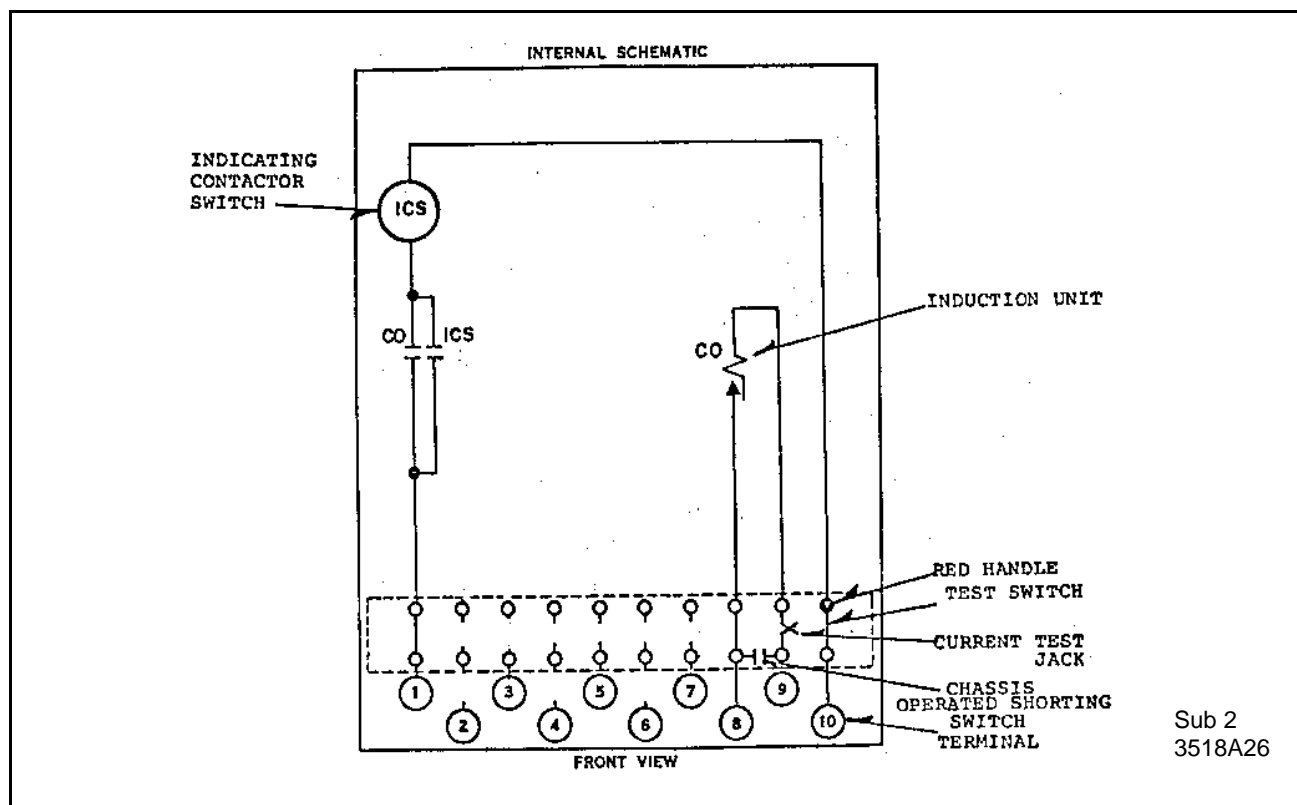 INTERNAL SCHEMATIC
INDICATING
CONTACTOR
SWITCH
ICS
CO
ICS
CO
INDUCTION UNIT
RED HANDLE
TEST SWITCH
CURRENT TEST
JACK
CHASSIS
OPERATED SHORTING
SWITCH
TERMINAL
1
2
3
4
5
6
7
8
9
10
FRONT VIEW
Sub 2
3518A26